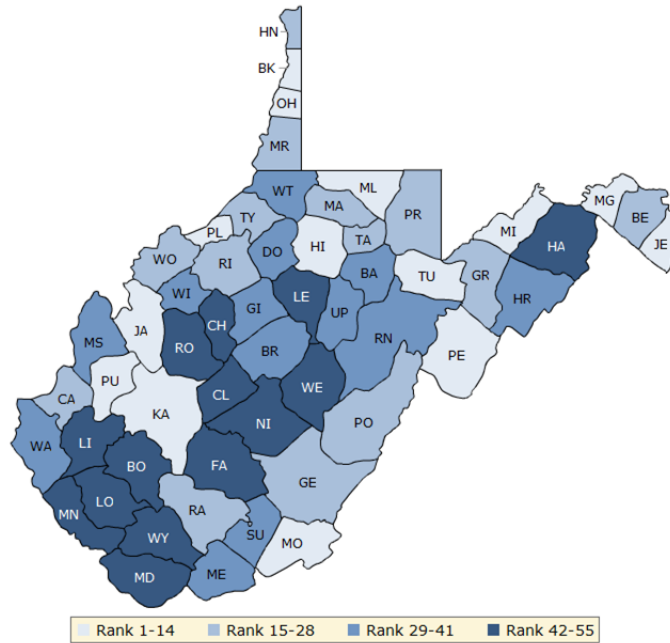 HN
BK
OH
MR
WT ML
MA PR
TY MG
PL BE
MI
HI TA JE
WO RI DO HA
BA TU GR
WI LE HR
CH GI UP
JA RN
MS RO BR PE
PU WE
CA KA CL
NI PO
WA LI
BO FA
GE
LO RA
MN SU
WY MO
MD ME
Rank 1-14 Rank 15-28 Rank 29-41 Rank 42-55